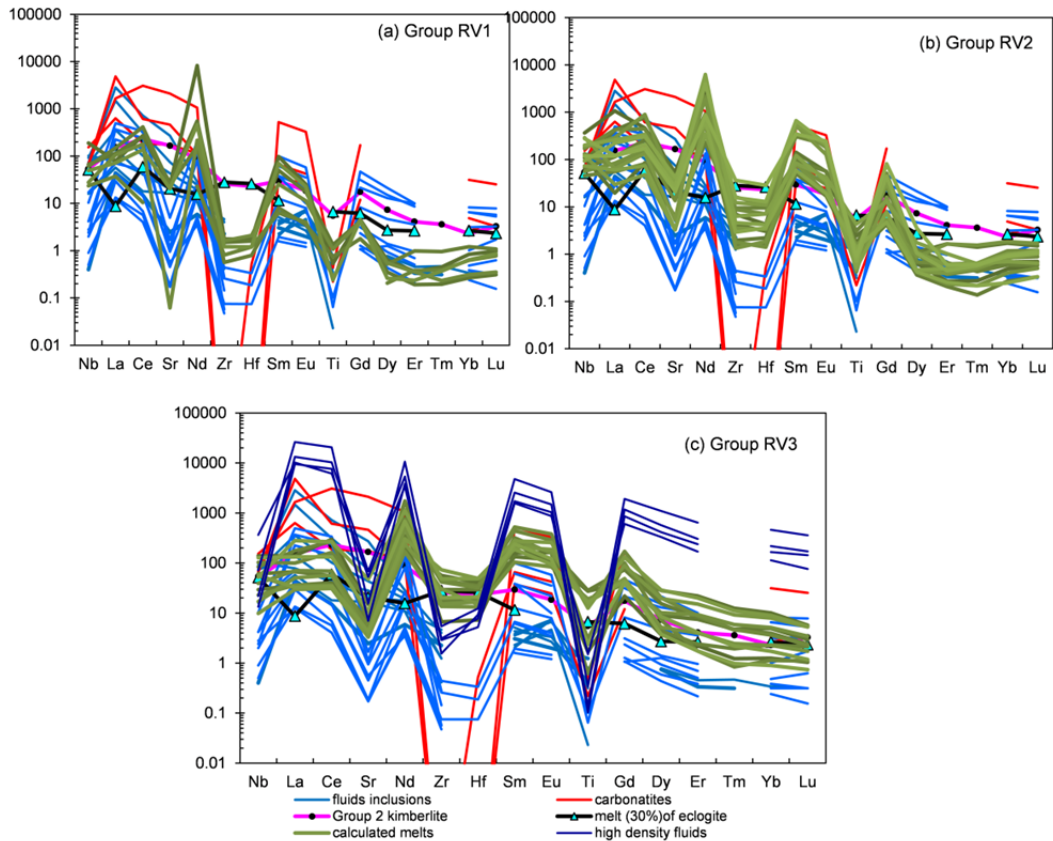 100000
10000
1000
100
10
1
0.1
0.01
(a) Group RV1
Nb La Ce Sr Nd Zr Hf Sm Eu Ti Gd Dy Er Tm Yb Lu
100000
10000
1000
100
10
1
0.1
0.01
(b) Group RV2
Nb La Ce Sr Nd Zr Hf Sm Eu Ti Gd Dy Er Tm Yb Lu
100000
10000
1000
100
10
1
0.1
0.01
(c) Group RV3
Nb La Ce Sr Nd Zr Hf Sm Eu Ti Gd Dy Er Tm Yb Lu
fluids inclusions carbonatites
Group 2 kimberlite melt (30%)of eclogite
calculated melts high density fluids